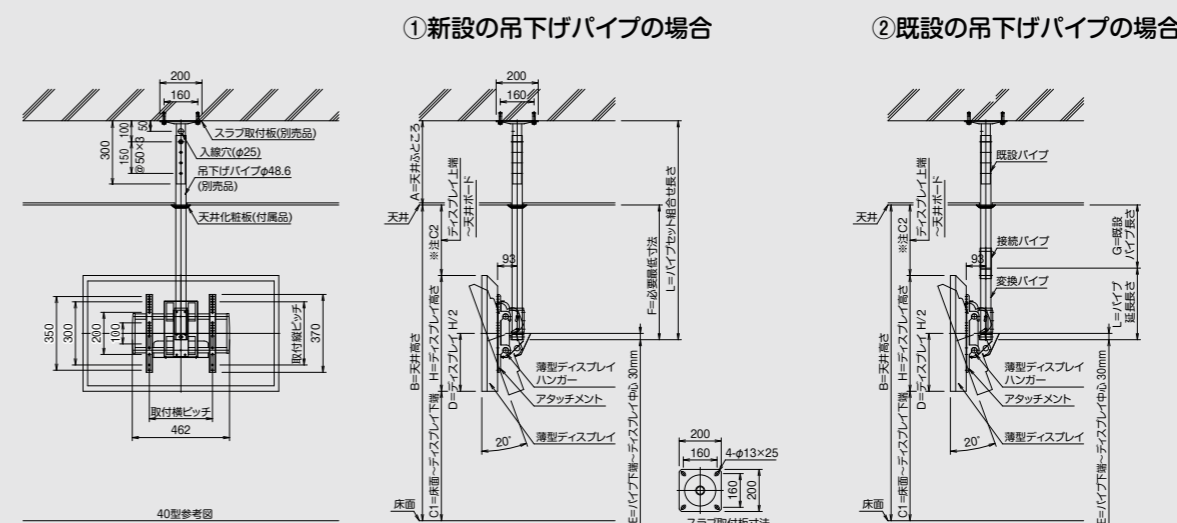 ①新設の吊下げパイプの場合
②既設の吊下げパイプの場合
200
160
50
100
300
150
@50×3
スラブ取付板(別売品)
入線穴(φ25)
吊下げパイプφ48.6
(別売品)
天井化粧板(付属品)
350
300
200
100
取付縦ピッチ
370
取付横ピッチ
462
40型参考図
200
160
A=天井ふところ
ディスプレイ上端
~天井ボード
天井
※注C2
93
L=パイプセット組合せ長さ
F=必要最低寸法
B=天井高さ
H=ディスプレイ高さ
D=ディスプレイ H/2
C1=床面~ディスプレイ下端
薄型ディスプレイ
ハンガー
アタッチメント
薄型ディスプレイ
20°
E=パイプ下端~ディスプレイ中心 30mm
床面
200
160
4-φ13×25
160
200
スラブ取付板寸法
既設パイプ
ディスプレイ上端
~天井ボード
天井
※注C2
93
接続パイプ
変換パイプ
G=既設
パイプ長さ
L=パイプ
延長長さ
B=天井高さ
H=ディスプレイ高さ
D=ディスプレイ H/2
C1=床面~ディスプレイ下端
薄型ディスプレイ
ハンガー
アタッチメント
薄型ディスプレイ
20°
E=パイプ下端~ディスプレイ中心 30mm
床面